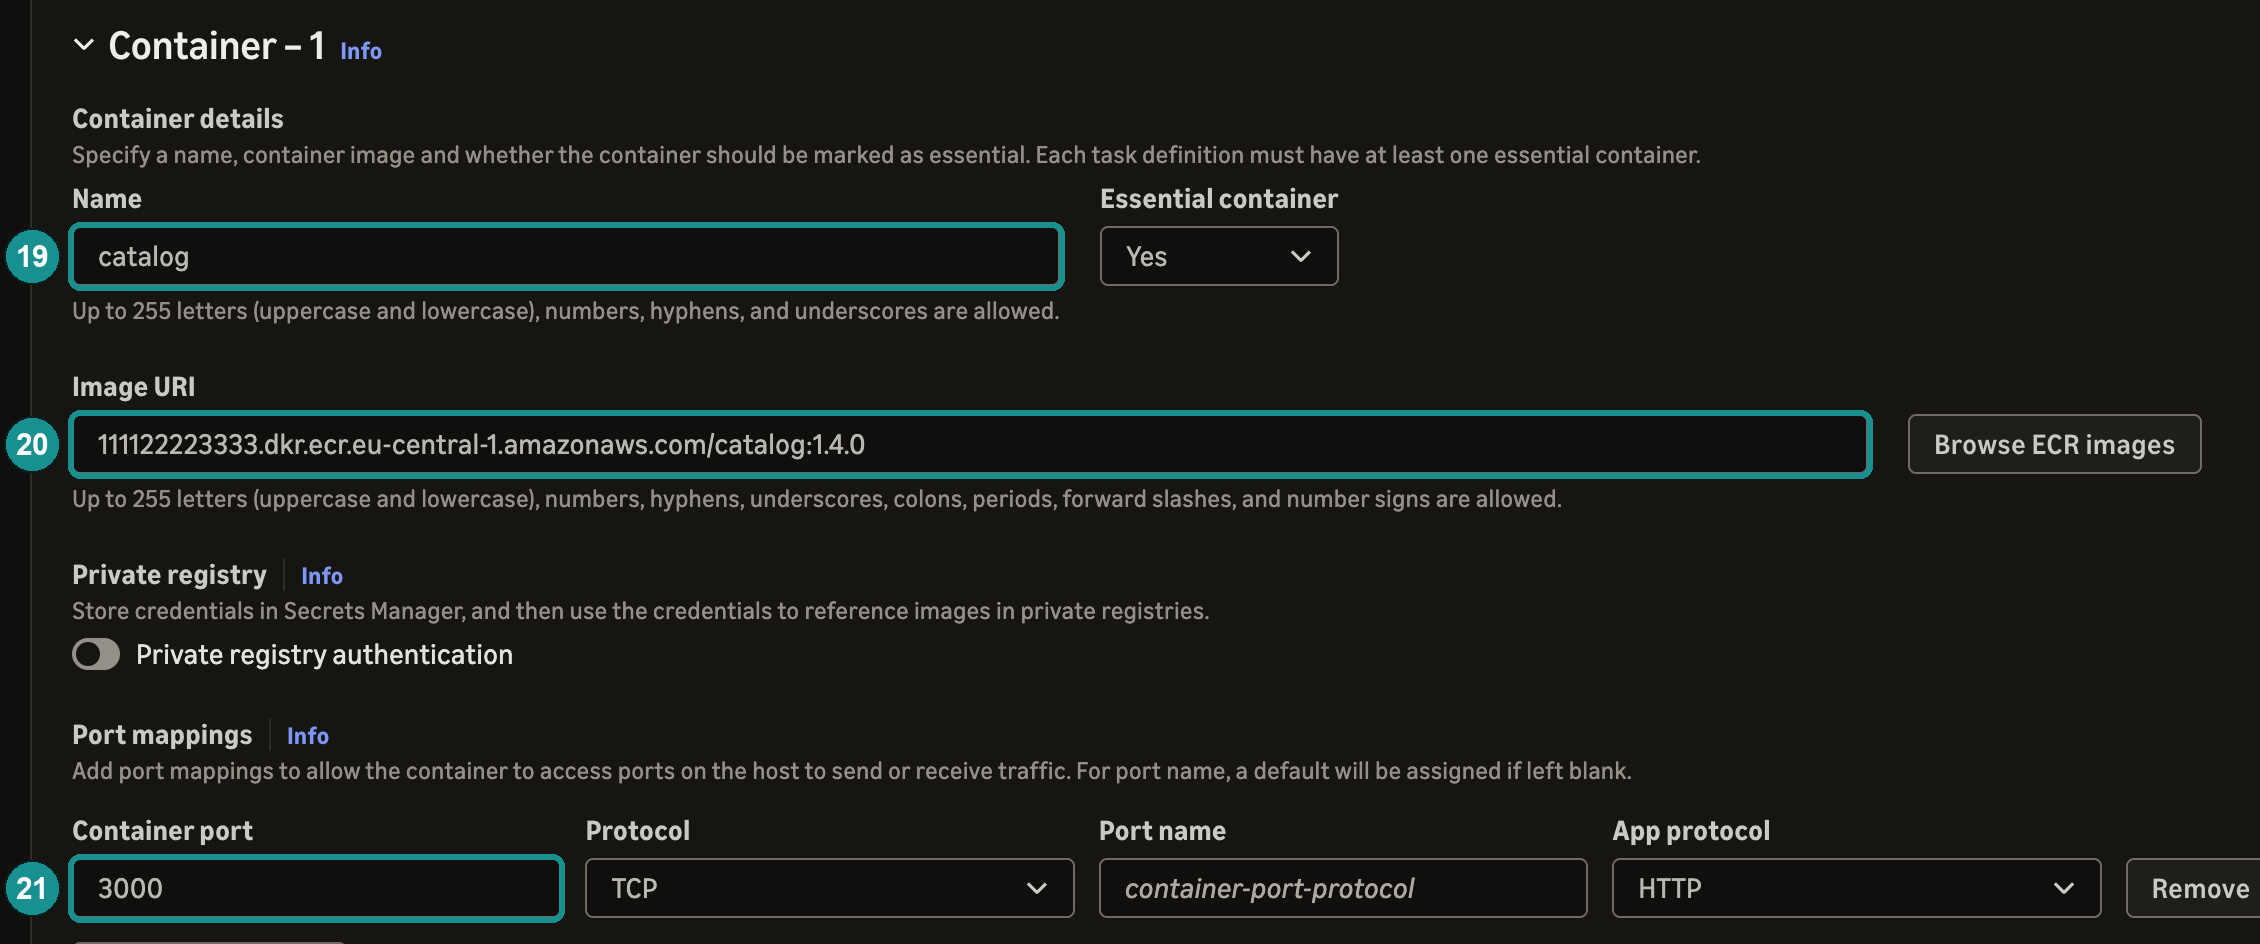 Container – 1 Info
Container details
Specify a name, container image and whether the container should be marked as essential. Each task definition must have at least one essential container.
Name Essential container
19 catalog Yes
Up to 255 letters (uppercase and lowercase), numbers, hyphens, and underscores are allowed.
Image URI
20 111122223333.dkr.ecr.eu-central-1.amazonaws.com/catalog:1.4.0 Browse ECR images
Up to 255 letters (uppercase and lowercase), numbers, hyphens, underscores, colons, periods, forward slashes, and number signs are allowed.
Private registry Info
Store credentials in Secrets Manager, and then use the credentials to reference images in private registries.
Private registry authentication
Port mappings Info
Add port mappings to allow the container to access ports on the host to send or receive traffic. For port name, a default will be assigned if left blank.
Container port Protocol Port name App protocol
21 3000 TCP container-port-protocol HTTP Remove